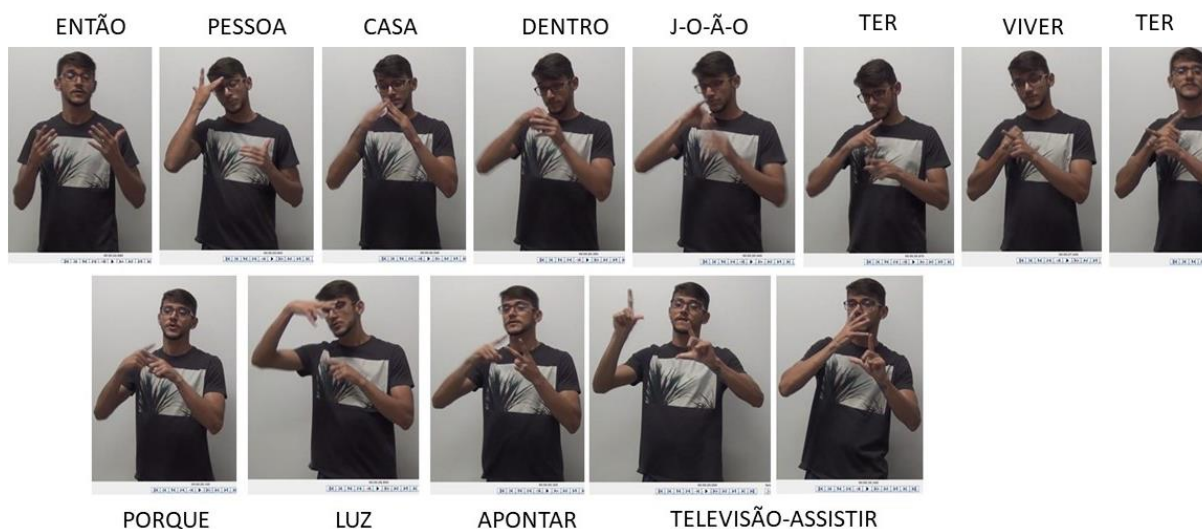 ENTÃO PESSOA CASA DENTRO J-O-Ã-O TER VIVER TER
PORQUE LUZ APONTAR TELEVISÃO-ASSISTIR